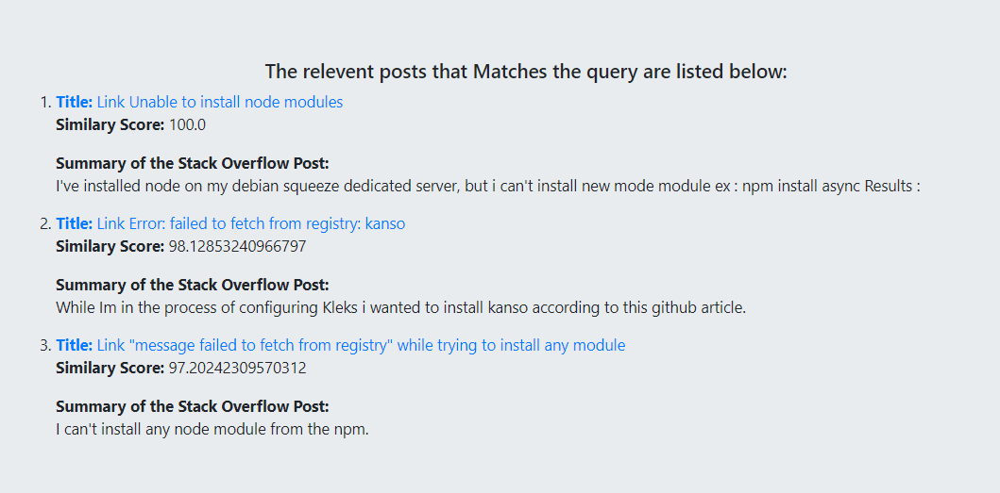 The relevent posts that Matches the query are listed below:
1. Title: Link Unable to install node modules
Similary Score: 100.0
Summary of the Stack Overflow Post:
I've installed node on my debian squeeze dedicated server, but i can't install new mode module ex : npm install async Results :
2. Title: Link Error: failed to fetch from registry: kanso
Similary Score: 98.12853240966797
Summary of the Stack Overflow Post:
While Im in the process of configuring Kleks i wanted to install kanso according to this github article.
3. Title: Link "message failed to fetch from registry" while trying to install any module
Similary Score: 97.20242309570312
Summary of the Stack Overflow Post:
I can't install any node module from the npm.